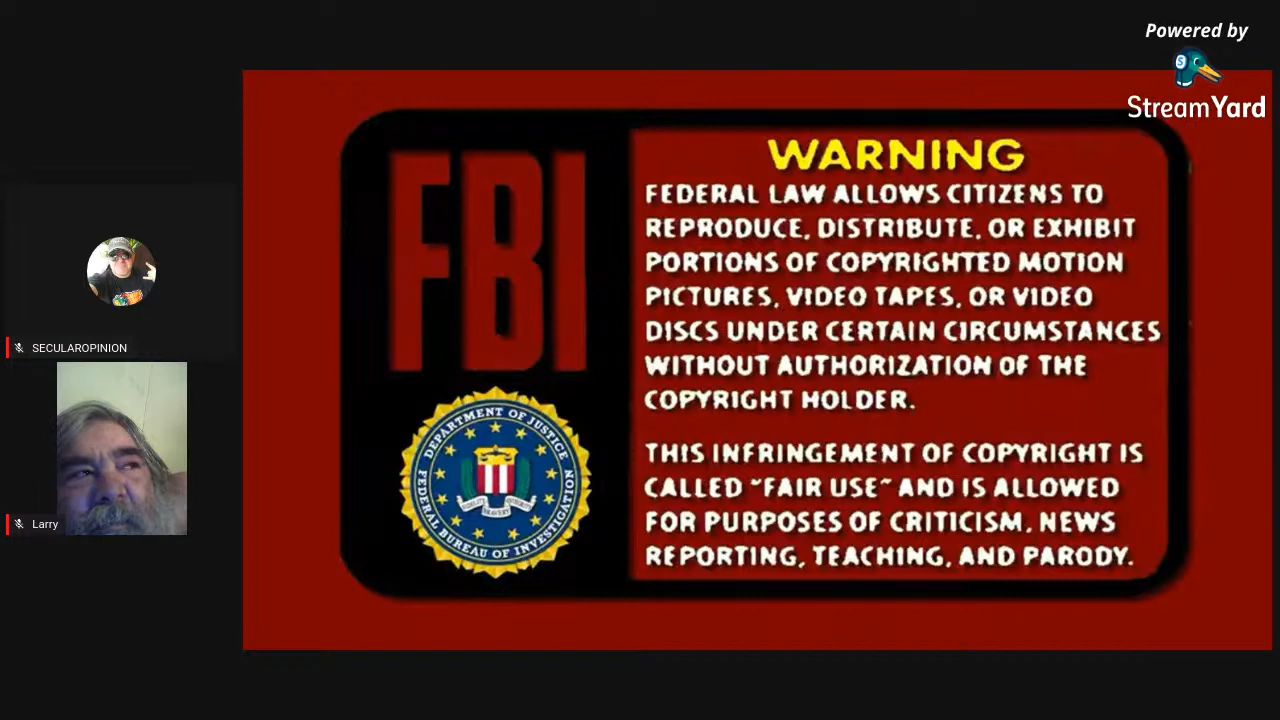 Powered by
StreamYard
FBI
WARNING
FEDERAL LAW ALLOWS CITIZENS TO
REPRODUCE, DISTRIBUTE, OR EXHIBIT
PORTIONS OF COPYRIGHTED MOTION
PICTURES, VIDEO TAPES, OR VIDEO
DISCS UNDER CERTAIN CIRCUMSTANCES
WITHOUT AUTHORIZATION OF THE
COPYRIGHT HOLDER.
THIS INFRINGEMENT OF COPYRIGHT IS
CALLED "FAIR USE" AND IS ALLOWED
FOR PURPOSES OF CRITICISM, NEWS
REPORTING, TEACHING, AND PARODY.
DEPARTMENT OF JUSTICE
FEDERAL BUREAU OF INVESTIGATION
BRAVERY
SECULAROPINION
Larry